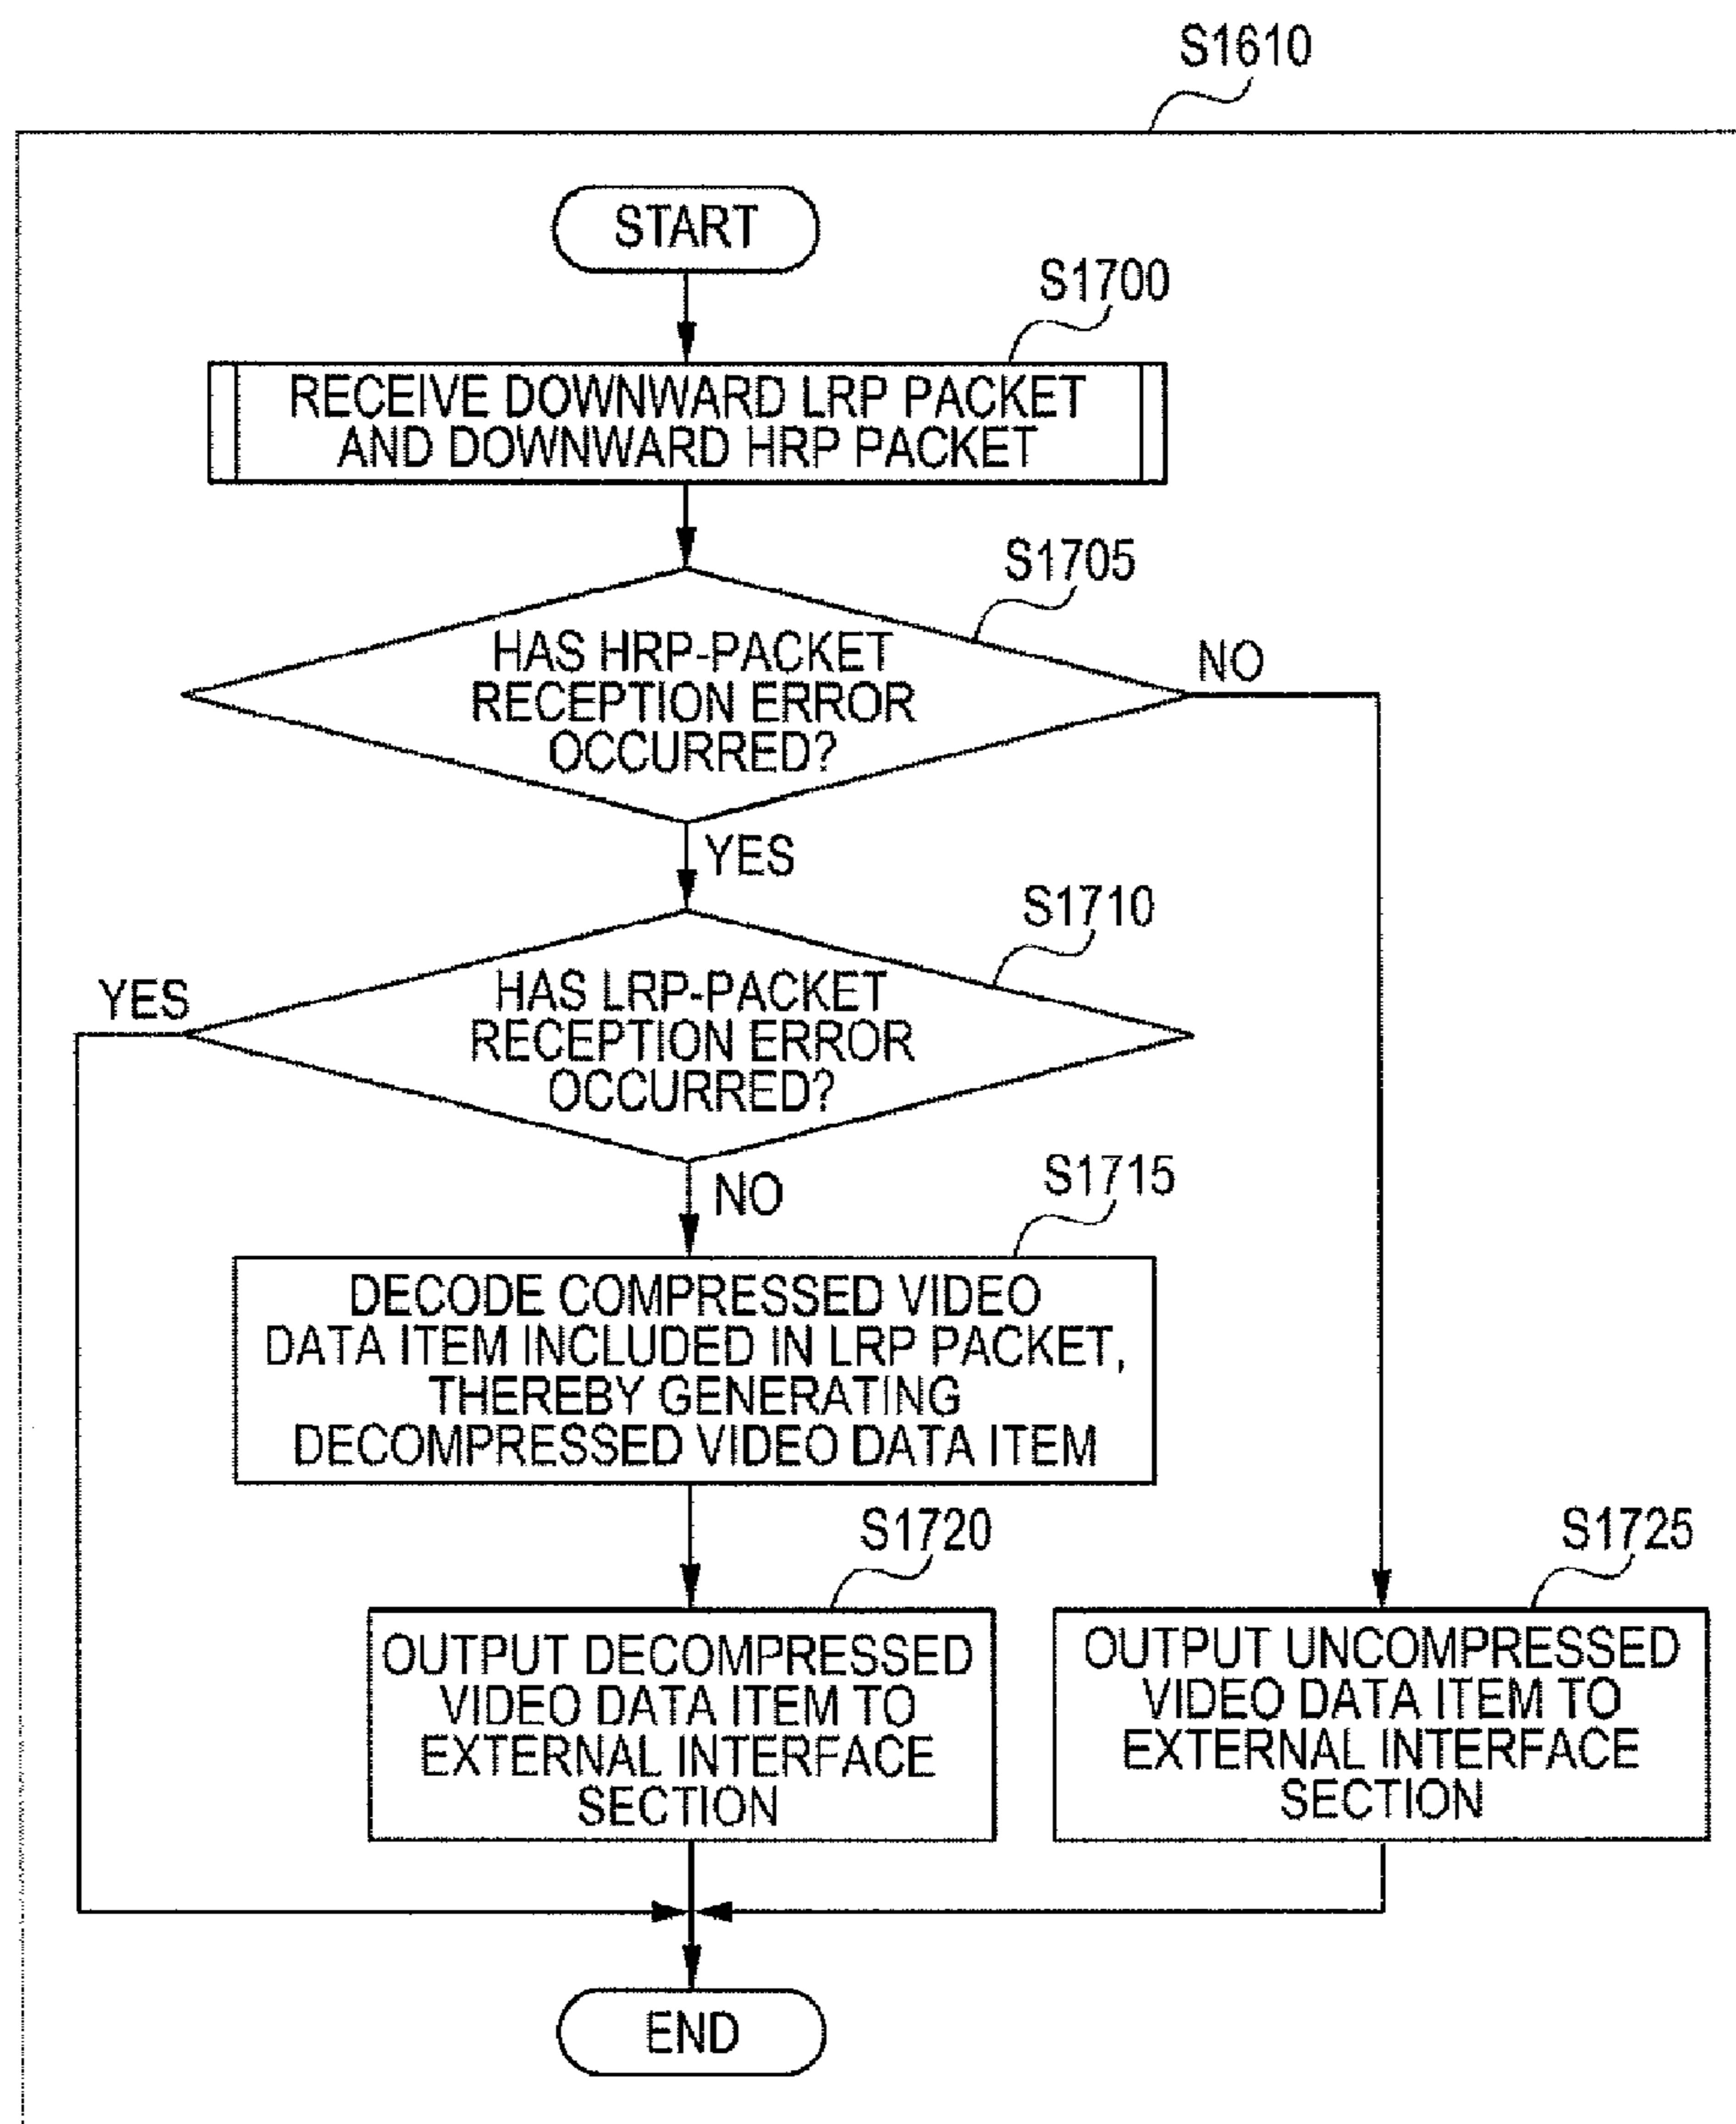 S1610
START
S1700
RECEIVE DOWNWARD LRP PACKET
AND DOWNWARD HRP PACKET
S1705
HAS HRP-PACKET
RECEPTION ERROR
OCCURRED?
NO
YES
S1710
YES
HAS LRP-PACKET
RECEPTION ERROR
OCCURRED?
NO
S1715
DECODE COMPRESSED VIDEO
DATA ITEM INCLUDED IN LRP PACKET,
THEREBY GENERATING
DECOMPRESSED VIDEO DATA ITEM
S1720
S1725
OUTPUT DECOMPRESSED
VIDEO DATA ITEM TO
EXTERNAL INTERFACE
SECTION
OUTPUT UNCOMPRESSED
VIDEO DATA ITEM TO
EXTERNAL INTERFACE
SECTION
END